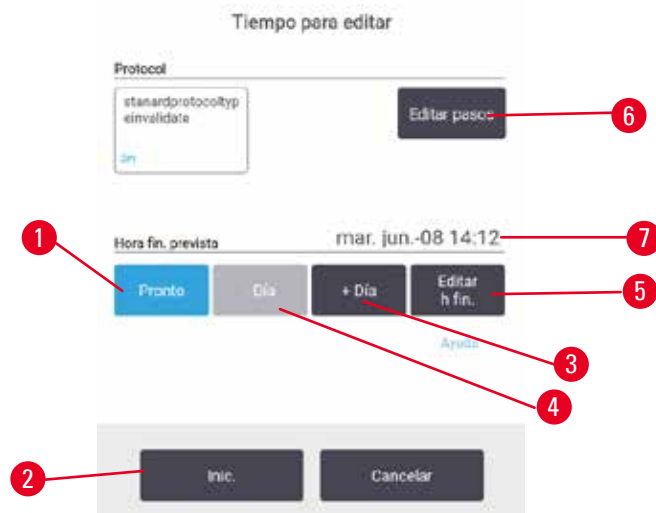 Tiempo para editar
Protocol
stanardprotocoltyp
einvalidate
Editar pasos
6
1
Hora fin. prevista
mar. jun.-08 14:12
7
Pronto
Día
+ Día
Editar
h fin.
5
Ayuda
3
4
2
Inic.
Cancelar